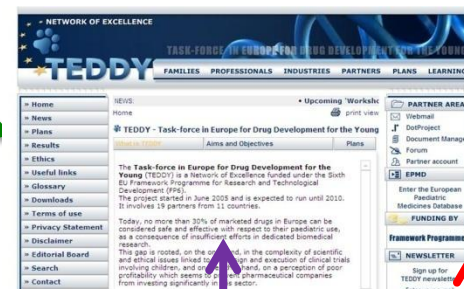 - NETWORK OF EXCELLENCE
TASK-FORCE IN EUROPE FOR DRUG DEVELOPMENT FOR THE YOUNG
TEDDY
FAMILIES PROFESSIONALS INDUSTRIES PARTNERS PLANS LEARNING
» Home
» News
» Plans
» Results
» Ethics
» Useful links
» Glossary
» Downloads
» Terms of use
» Privacy Statement
» Disclaimer
» Editorial Board
» Search
» Contact
NEWS: • Upcoming 'Worksho
Home print view
TEDDY - Task-force in Europe for Drug Development for the Young
What is TEDDY Aims and Objectives Plans
The Task-force in Europe for Drug Development for the
Young (TEDDY) is a Network of Excellence funded under the Sixth
EU Framework Programme for Research and Technological
Development (FP6).
The project started in June 2005 and is expected to run until 2010.
It involves 19 partners from 11 countries.
Today, no more than 30% of marketed drugs in Europe can be
considered safe and effective with respect to their paediatric use,
as a consequence of insufficient efforts in dedicated biomedical
research.
This gap is rooted, on the one hand, in the complexity of scientific
and ethical issues linked to design and execution of clinical trials
involving children, and on hand, on a perception of poor
profitability which seems to pharmaceutical companies
from investing significantly in sector.
PARTNER AREA
Webmail
DotProject
Document Manage
Forum
Partner account
EPMD
Enter the European
Paediatric
Medicines Database
FUNDING BY
Framework Programme
NEWSLETTER
Sign up for
TEDDY newslette